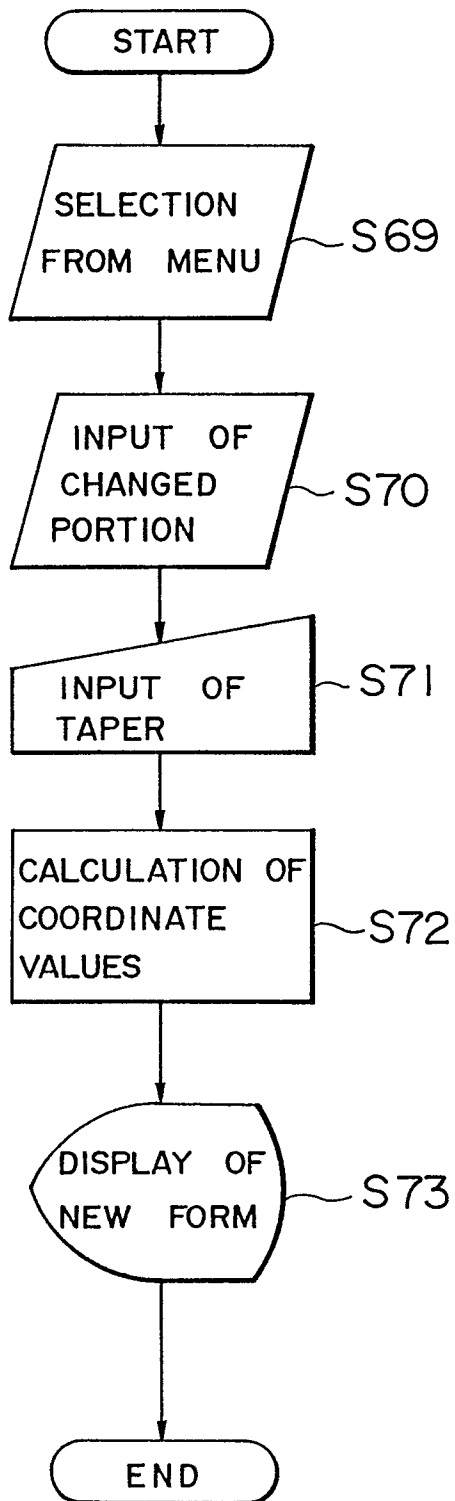 START
SELECTION
FROM MENU
S69
INPUT OF
CHANGED
PORTION
S70
INPUT OF
TAPER
S71
CALCULATION OF
COORDINATE
VALUES
S72
DISPLAY OF
NEW FORM
S73
END